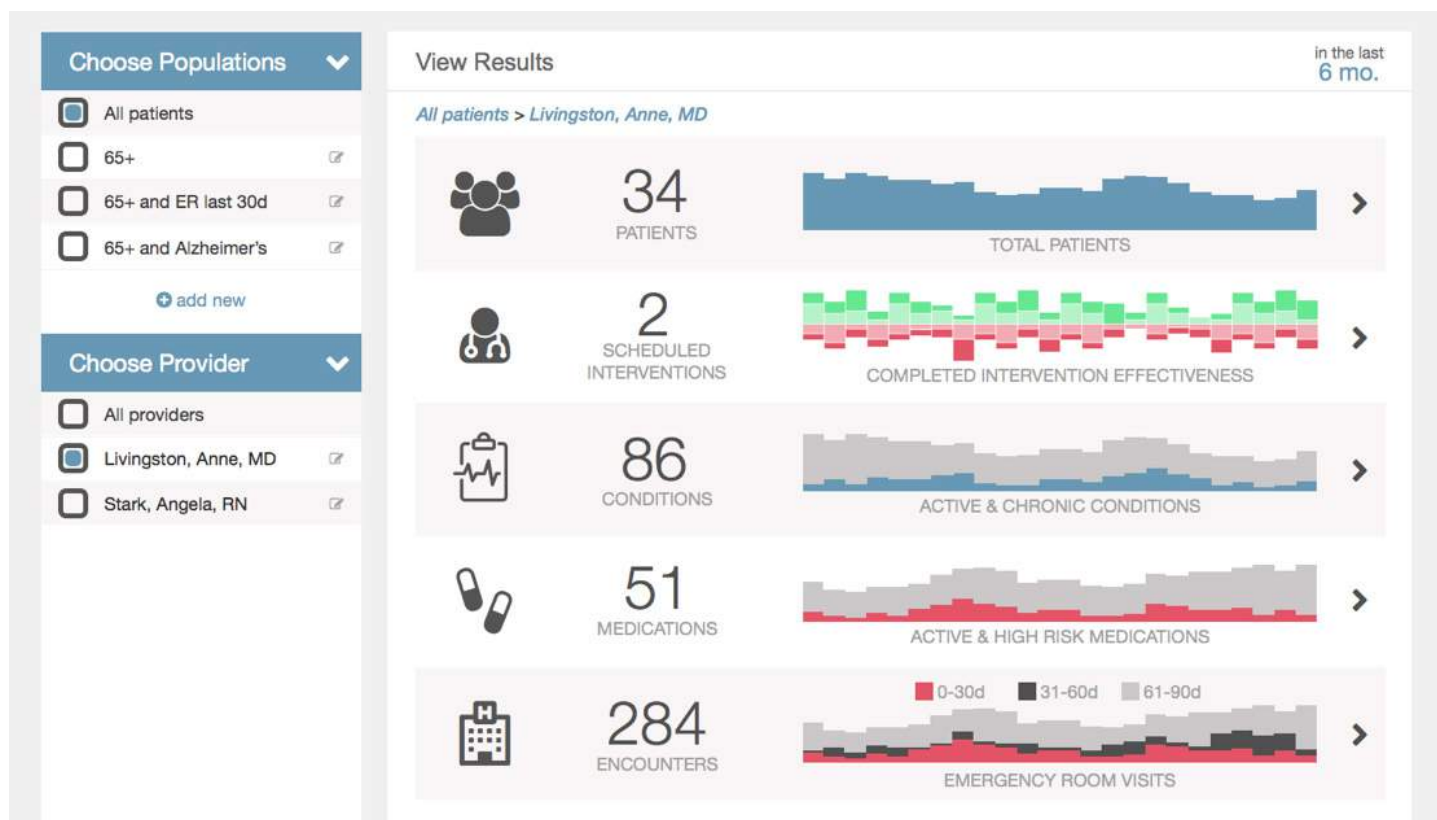 Choose Populations
All patients
65+
65+ and ER last 30d
65+ and Alzheimer's
add new
Choose Provider
All providers
Livingston, Anne, MD
Stark, Angela, RN
View Results
in the last
6 mo.
All patients > Livingston, Anne, MD
34
PATIENTS
TOTAL PATIENTS
2
SCHEDULED
INTERVENTIONS
COMPLETED INTERVENTION EFFECTIVENESS
86
CONDITIONS
ACTIVE & CHRONIC CONDITIONS
51
MEDICATIONS
ACTIVE & HIGH RISK MEDICATIONS
H
284
ENCOUNTERS
0-30d 31-60d 61-90d
EMERGENCY ROOM VISITS